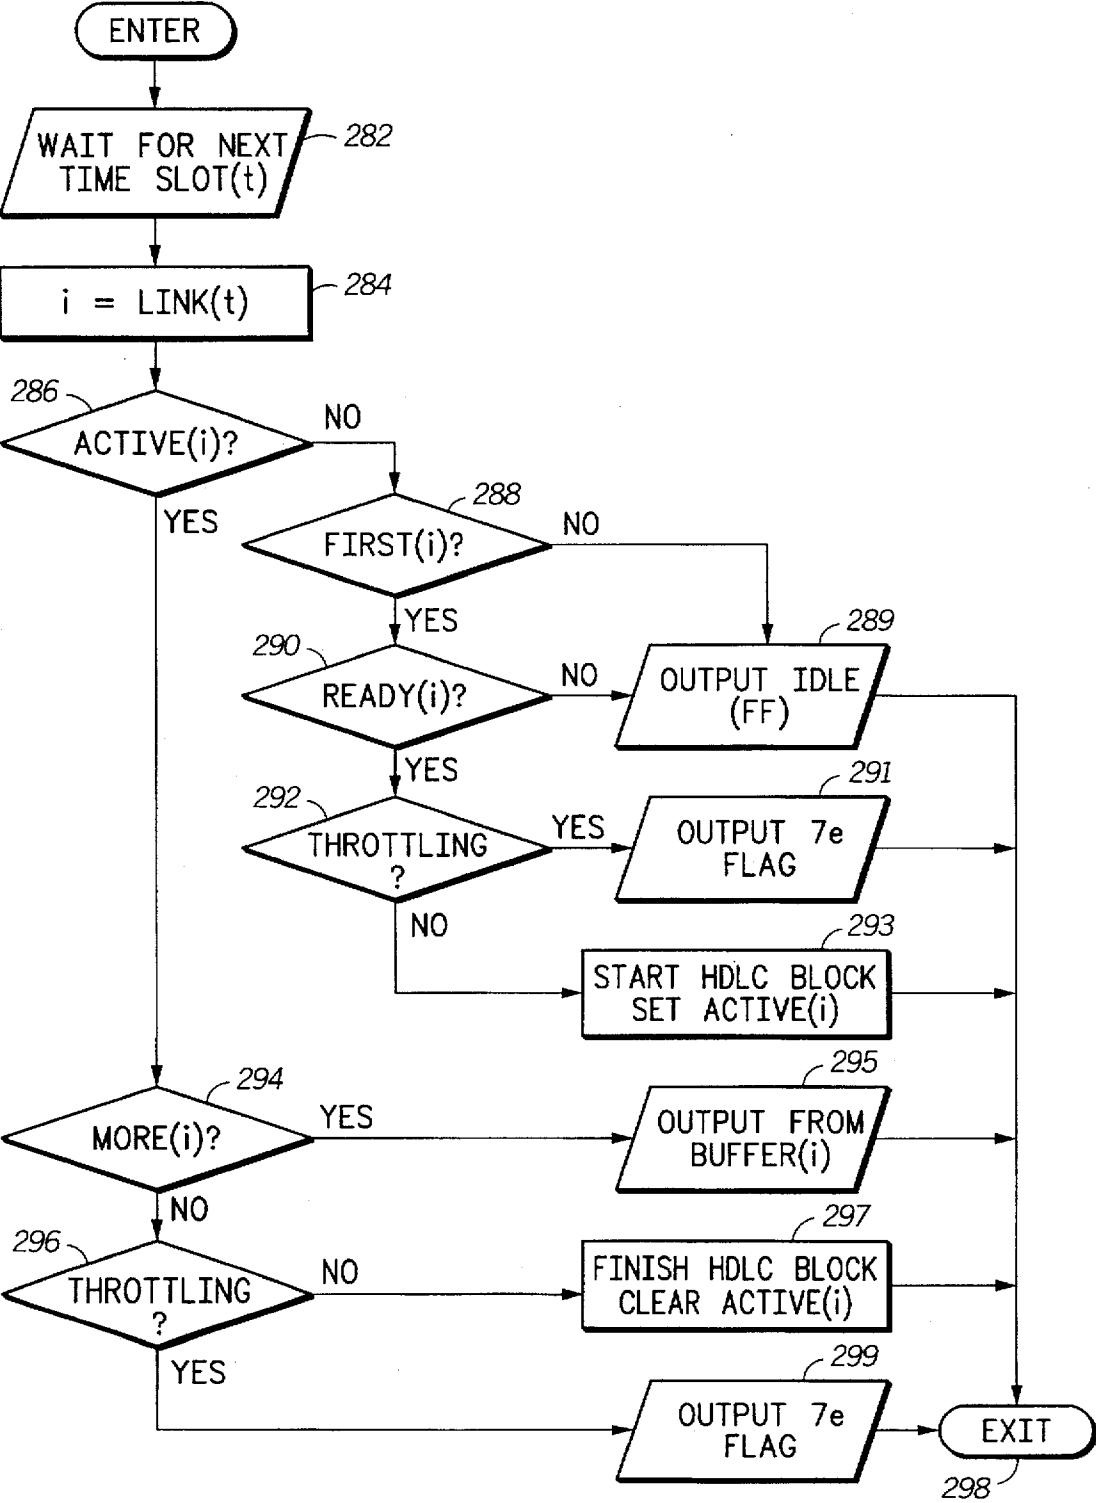 ENTER
WAIT FOR NEXT
TIME SLOT(t)
282
i = LINK(t)
284
286
ACTIVE(i)?
NO
YES
288
FIRST(i)?
NO
YES
290
READY(i)?
NO
YES
289
OUTPUT IDLE
(FF)
292
THROTTLING
?
YES
NO
291
OUTPUT 7e
FLAG
293
START HDLC BLOCK
SET ACTIVE(i)
294
MORE(i)?
YES
NO
295
OUTPUT FROM
BUFFER(i)
296
THROTTLING
?
NO
YES
297
FINISH HDLC BLOCK
CLEAR ACTIVE(i)
299
OUTPUT 7e
FLAG
EXIT
298